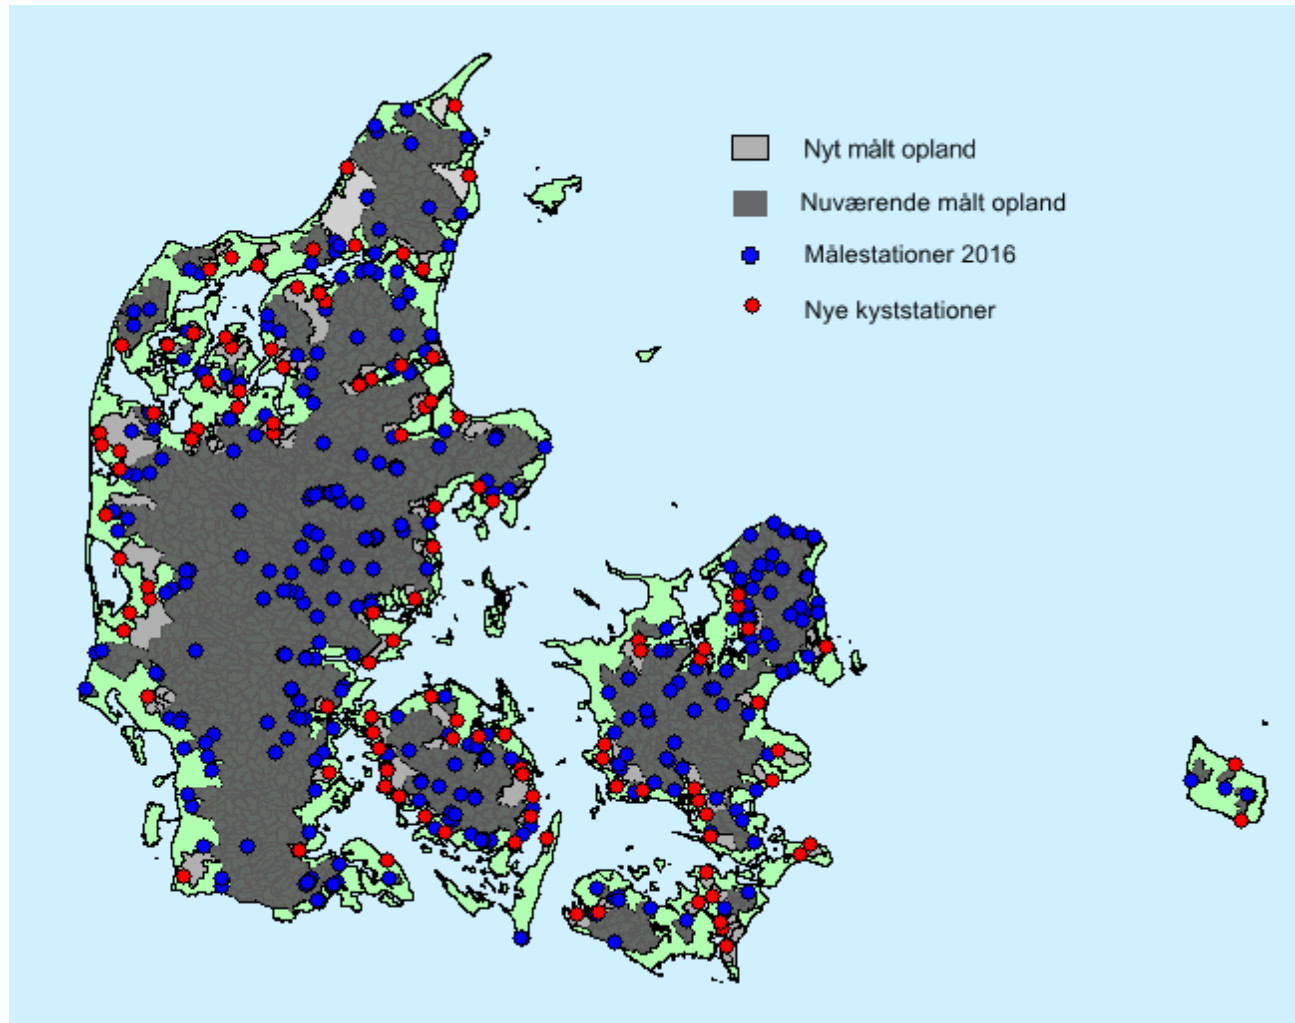 Nyt målt opland
Nuværende målt opland
Målestationer 2016
Nye kyststationer